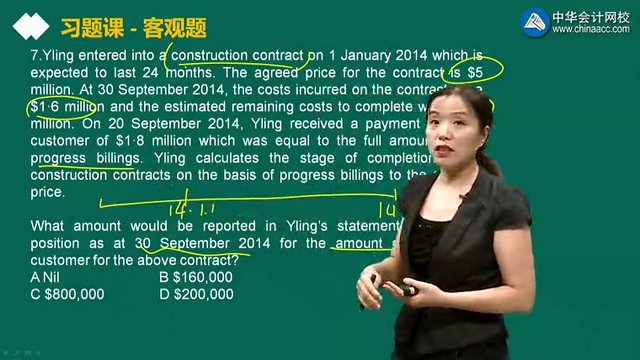 习题课-客观题
中华会计网校
www.chinaacc.com
7.Yling entered into a construction contract on 1 January 2014 which is
expected to last 24 months. The agreed price for the contract is $5
million. At 30 September 2014, the costs incurred on the contract
$1·6 million and the estimated remaining costs to complete
million. On 20 September 2014, Yling received a payment
customer of $1·8 million which was equal to the full
progress billings. Yling calculates the stage of
construction contracts on the basis of progress billings to the
price.
14. 1.1
14
What amount would be reported in Yling's statement
position as at 30 September 2014 for the amount
customer for the above contract?
A Nil
B $160,000
C $800,000
D $200,000